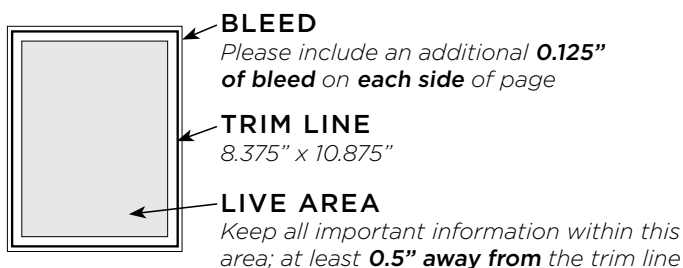 BLEED
Please include an additional 0.125”
of bleed on each side of page
TRIM LINE
8.375” x 10.875”
LIVE AREA
Keep all important information within this
area; at least 0.5” away from the trim line